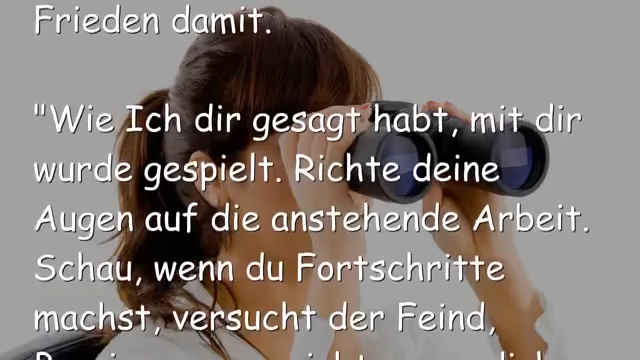 Frieden damit.
"Wie Ich dir gesagt habt, mit dir
wurde gespielt. Richte deine
Augen auf die anstehende Arbeit.
Schau, wenn du Fortschritte
machst, versucht der Feind,